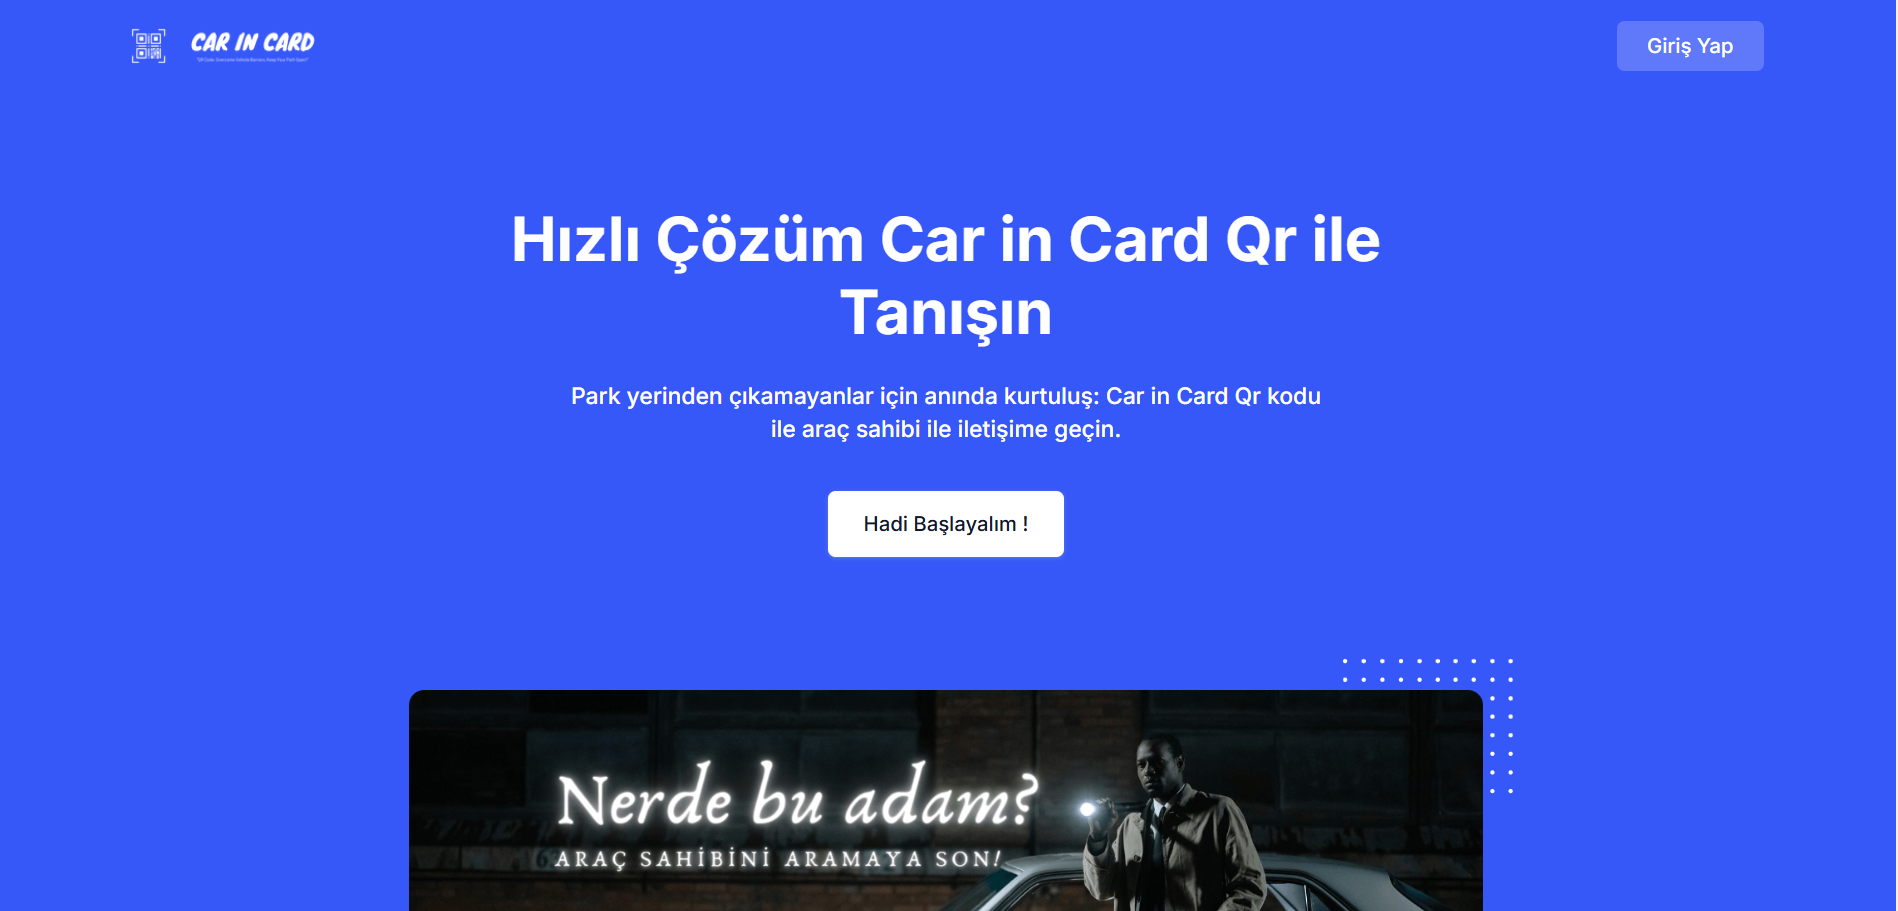 CAR IN CARD
Giriş Yap
Hızlı Çözüm Car in Card Qr ile
Tanışın
Park yerinden çıkamayanlar için anında kurtuluş: Car in Card Qr kodu
ile araç sahibi ile iletişime geçin.
Hadi Başlayalım !
Nerde bu adam?
ARAÇ SAHİBİNİ ARAMAYA SON!